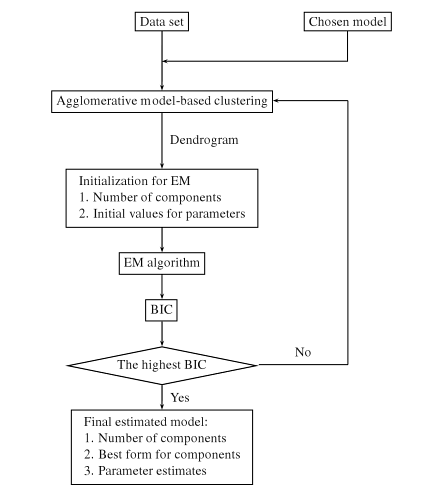 Data set
Chosen model
Agglomerative model-based clustering
Dendrogram
Initialization for EM
1. Number of components
2. Initial values for parameters
EM algorithm
BIC
The highest BIC
No
Yes
Final estimated model:
1. Number of components
2. Best form for components
3. Parameter estimates